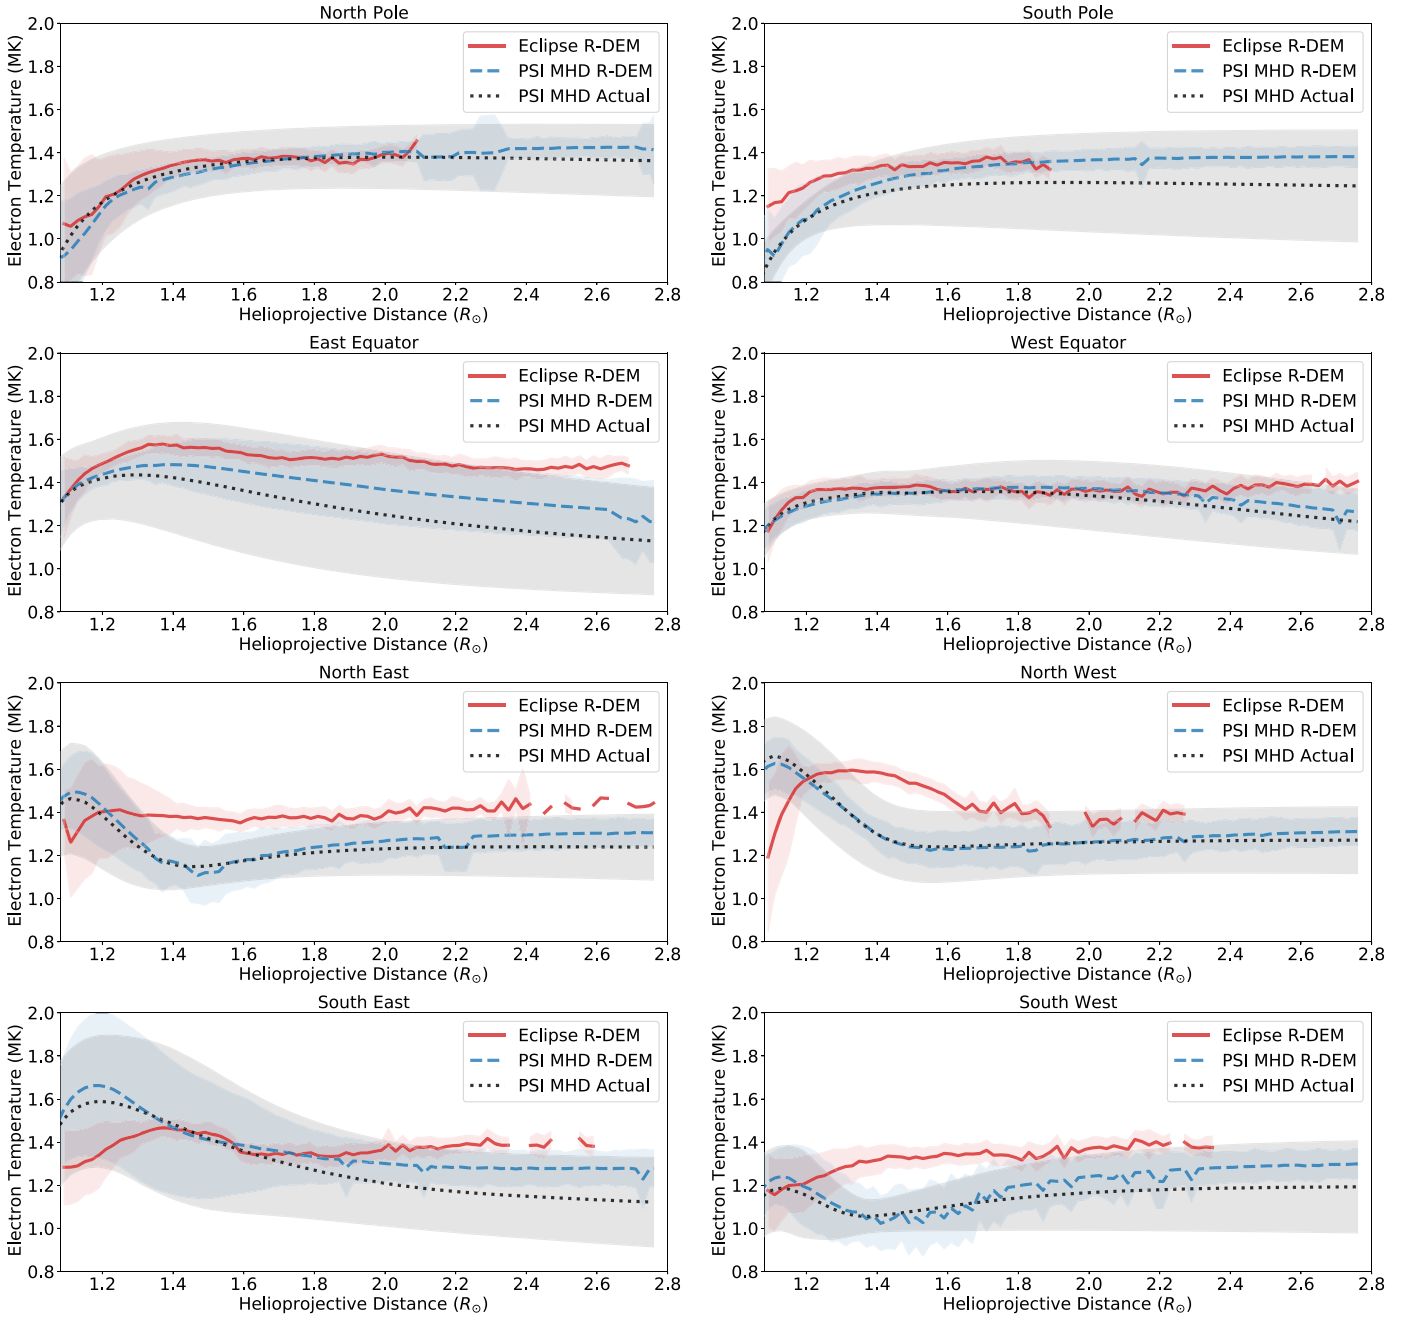 North Pole
Electron Temperature (MK)
2.0
1.8
1.6
1.4
1.2
1.0
0.8
Eclipse R-DEM
PSI MHD R-DEM
PSI MHD Actual
1.2 1.4 1.6 1.8 2.0 2.2 2.4 2.6 2.8
Helioprojective Distance (R☉)
South Pole
Electron Temperature (MK)
2.0
1.8
1.6
1.4
1.2
1.0
0.8
Eclipse R-DEM
PSI MHD R-DEM
PSI MHD Actual
1.2 1.4 1.6 1.8 2.0 2.2 2.4 2.6 2.8
Helioprojective Distance (R☉)
East Equator
Electron Temperature (MK)
2.0
1.8
1.6
1.4
1.2
1.0
0.8
Eclipse R-DEM
PSI MHD R-DEM
PSI MHD Actual
1.2 1.4 1.6 1.8 2.0 2.2 2.4 2.6 2.8
Helioprojective Distance (R☉)
West Equator
Electron Temperature (MK)
2.0
1.8
1.6
1.4
1.2
1.0
0.8
Eclipse R-DEM
PSI MHD R-DEM
PSI MHD Actual
1.2 1.4 1.6 1.8 2.0 2.2 2.4 2.6 2.8
Helioprojective Distance (R☉)
North East
Electron Temperature (MK)
2.0
1.8
1.6
1.4
1.2
1.0
0.8
Eclipse R-DEM
PSI MHD R-DEM
PSI MHD Actual
1.2 1.4 1.6 1.8 2.0 2.2 2.4 2.6 2.8
Helioprojective Distance (R☉)
North West
Electron Temperature (MK)
2.0
1.8
1.6
1.4
1.2
1.0
0.8
Eclipse R-DEM
PSI MHD R-DEM
PSI MHD Actual
1.2 1.4 1.6 1.8 2.0 2.2 2.4 2.6 2.8
Helioprojective Distance (R☉)
South East
Electron Temperature (MK)
2.0
1.8
1.6
1.4
1.2
1.0
0.8
Eclipse R-DEM
PSI MHD R-DEM
PSI MHD Actual
1.2 1.4 1.6 1.8 2.0 2.2 2.4 2.6 2.8
Helioprojective Distance (R☉)
South West
Electron Temperature (MK)
2.0
1.8
1.6
1.4
1.2
1.0
0.8
Eclipse R-DEM
PSI MHD R-DEM
PSI MHD Actual
1.2 1.4 1.6 1.8 2.0 2.2 2.4 2.6 2.8
Helioprojective Distance (R☉)